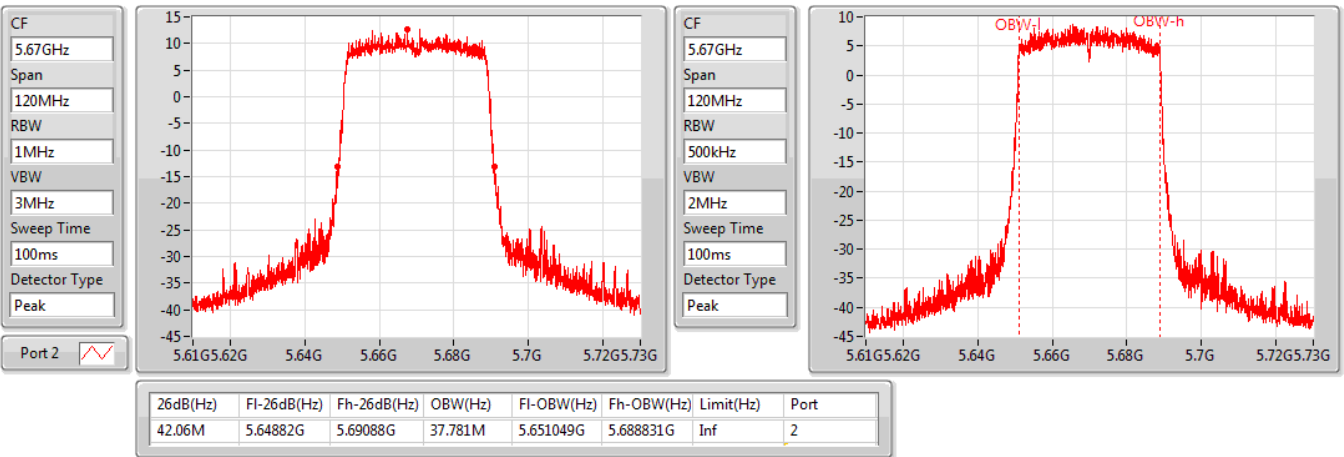 CF
5.67GHz
Span
120MHz
RBW
1MHz
VBW
3MHz
Sweep Time
100ms
Detector Type
Peak
Port 2
15
10
5
0
-5
-10
-15
-20
-25
-30
-35
-40
-45
5.61G5.62G 5.64G 5.66G 5.68G 5.7G 5.72G5.73G
CF
5.67GHz
Span
120MHz
RBW
500kHz
VBW
2MHz
Sweep Time
100ms
Detector Type
Peak
OBW-l OBW-h
10
5
0
-5
-10
-15
-20
-25
-30
-35
-40
-45
5.61G5.62G 5.64G 5.66G 5.68G 5.7G 5.72G5.73G
26dB(Hz) Fl-26dB(Hz) Fh-26dB(Hz) OBW(Hz) Fl-OBW(Hz) Fh-OBW(Hz) Limit(Hz) Port
42.06M 5.64882G 5.69088G 37.781M 5.651049G 5.688831G Inf 2